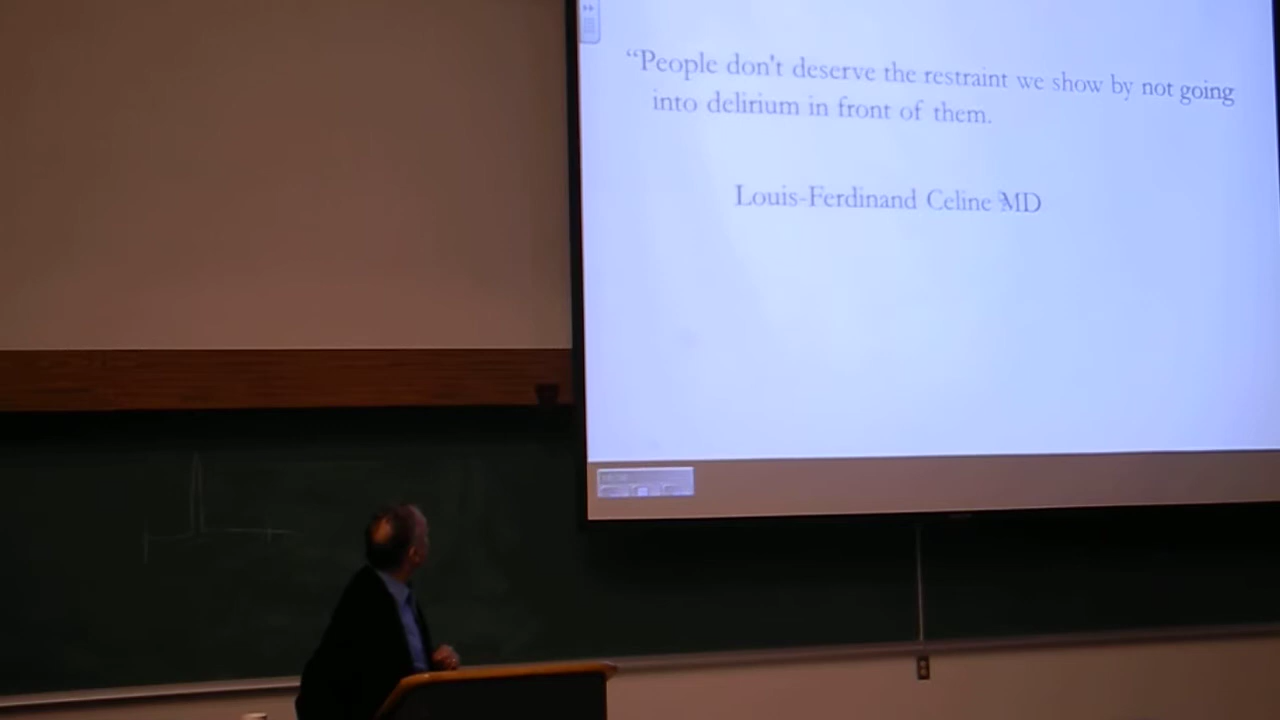 “People don't deserve the restraint we show by not going
into delirium in front of them.
Louis-Ferdinand Celine MD